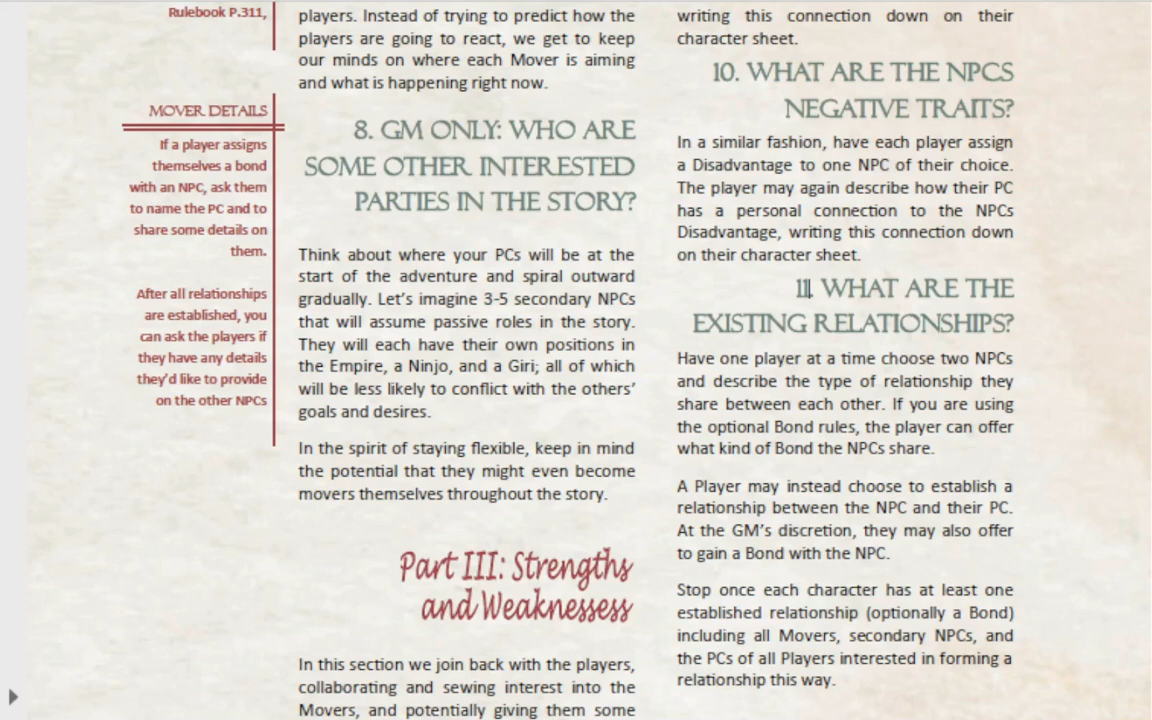 Rulebook P.311,
MOVER DETAILS
If a player assigns
themselves a bond
with an NPC, ask them
to name the PC and to
share some details on
them.
After all relationships
are established, you
can ask the players if
they have any details
they'd like to provide
on the other NPCs
players. Instead of trying to predict how the
players are going to react, we get to keep
our minds on where each Mover is aiming
and what is happening right now.
8. GM ONLY: WHO ARE
SOME OTHER INTERESTED
PARTIES IN THE STORY?
Think about where your PCs will be at the
start of the adventure and spiral outward
gradually. Let's imagine 3-5 secondary NPCs
that will assume passive roles in the story.
They will each have their own positions in
the Empire, a Ninjo, and a Giri; all of which
will be less likely to conflict with the others'
goals and desires.
In the spirit of staying flexible, keep in mind
the potential that they might even become
movers themselves throughout the story.
Part III: Strengths
and Weaknessess
In this section we join back with the players,
collaborating and sewing interest into the
Movers, and potentially giving them some
writing this connection down on their
character sheet.
10. WHAT ARE THE NPCS
NEGATIVE TRAITS?
In a similar fashion, have each player assign
a Disadvantage to one NPC of their choice.
The player may again describe how their PC
has a personal connection to the NPCs
Disadvantage, writing this connection down
on their character sheet.
11. WHAT ARE THE
EXISTING RELATIONSHIPS?
Have one player at a time choose two NPCs
and describe the type of relationship they
share between each other. If you are using
the optional Bond rules, the player can offer
what kind of Bond the NPCs share.
A Player may instead choose to establish a
relationship between the NPC and their PC.
At the GM's discretion, they may also offer
to gain a Bond with the NPC.
Stop once each character has at least one
established relationship (optionally a Bond)
including all Movers, secondary NPCs, and
the PCs of all Players interested in forming a
relationship this way.